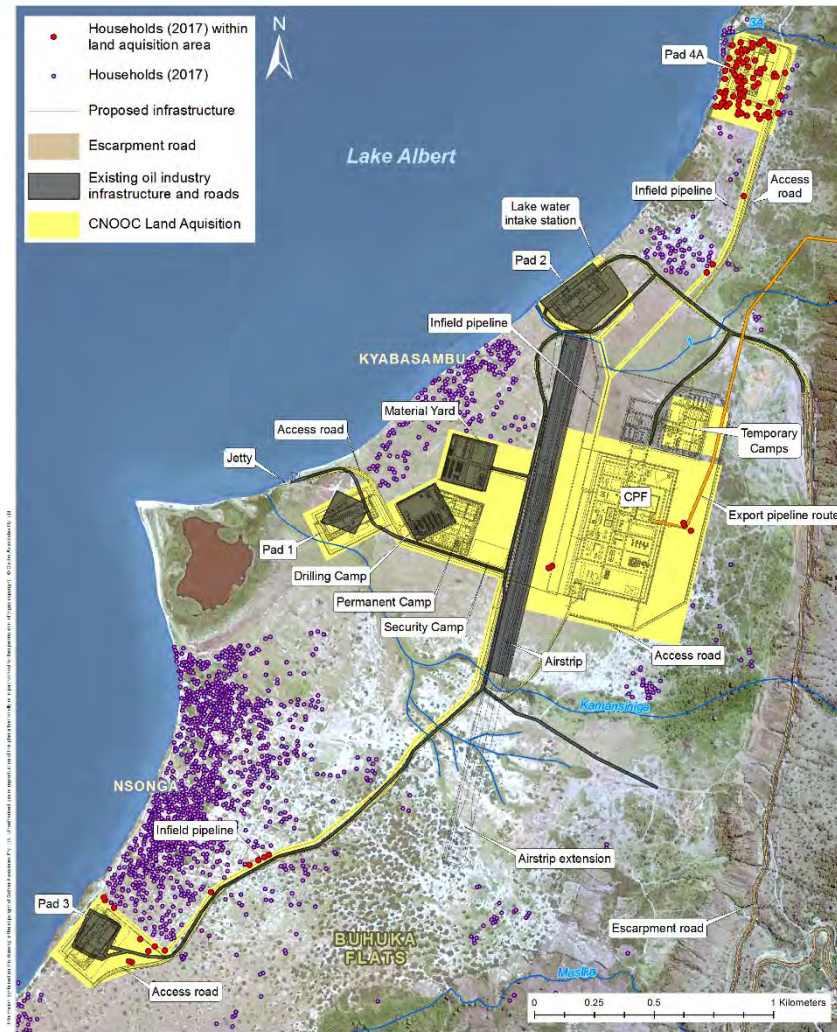 Households (2017) within
land aquisition area
Households (2017)
Proposed infrastructure
Escarpment road
Existing oil industry
infrastructure and roads
CNOOC Land Aquisition
N
3A
Pad 4A
Lake Albert
Infield pipeline
Access
road
Lake water
intake station
Pad 2
Infield pipeline
KYABASAMBU
Material Yard
Access road
Jetty
Temporary
Camps
CPF
Export pipeline route
Pad 1
Drilling Camp
Permanent Camp
Security Camp
Access road
Airstrip
Kamansiniga
NSONGA
Infield pipeline
Airstrip extension
Pad 3
Escarpment road
BUHUKA
FLATS
Access road
Masika
0 0.25 0.5 1 Kilometers